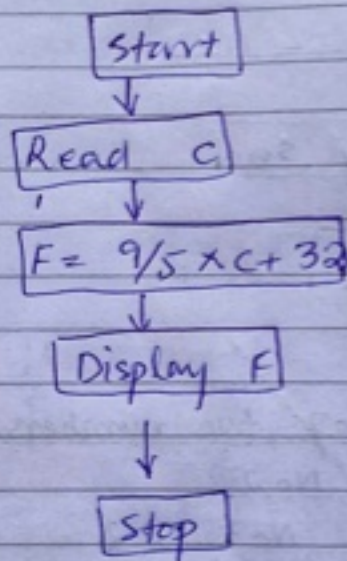 Start
Read C
F = 9/5 × C + 32
Display F
Stop